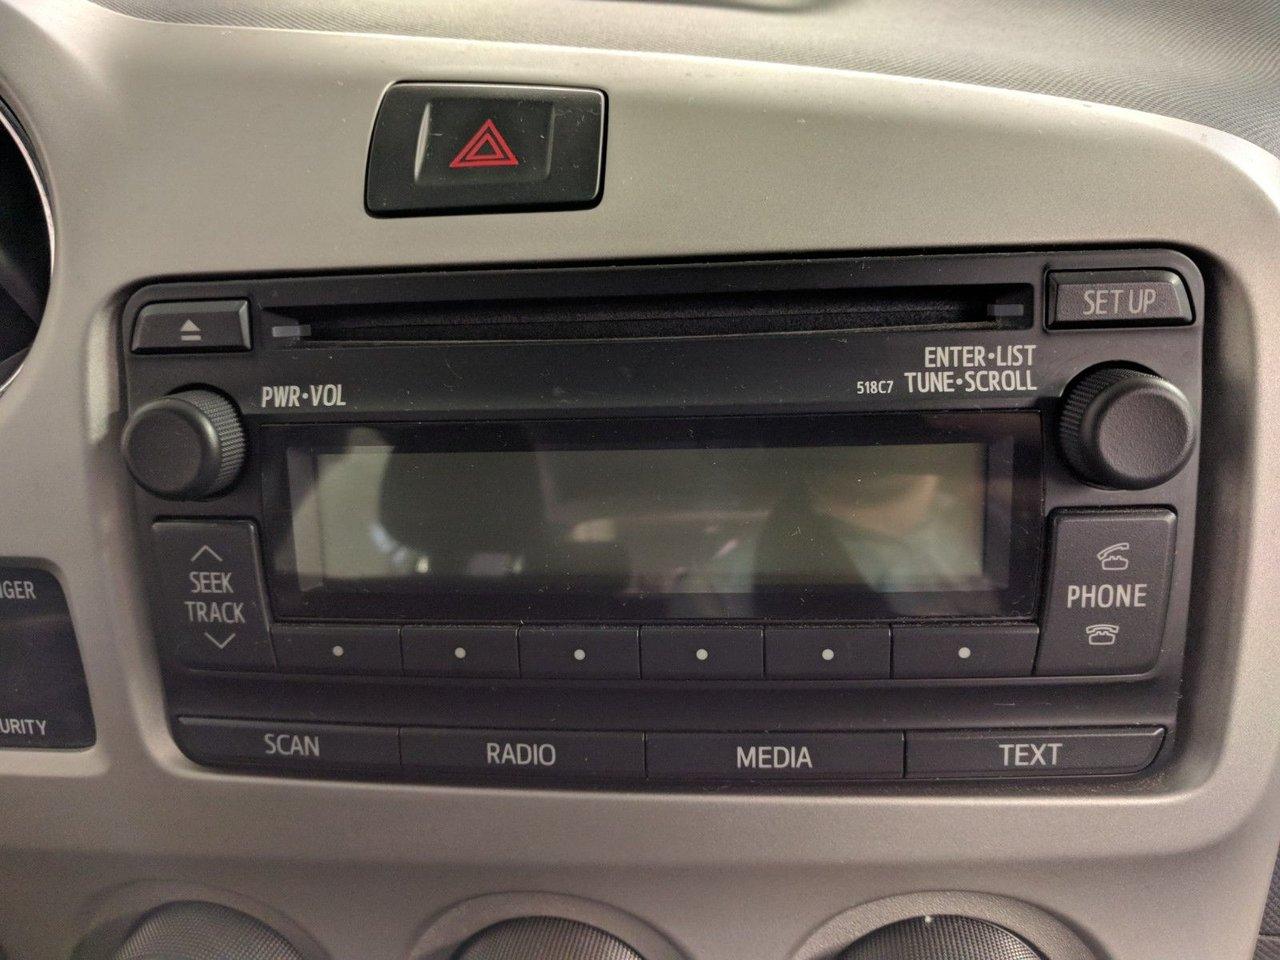 SET UP
ENTER•LIST
PWR•VOL
518C7 TUNE•SCROLL
SEEK
TRACK
PHONE
SCAN
RADIO
MEDIA
TEXT